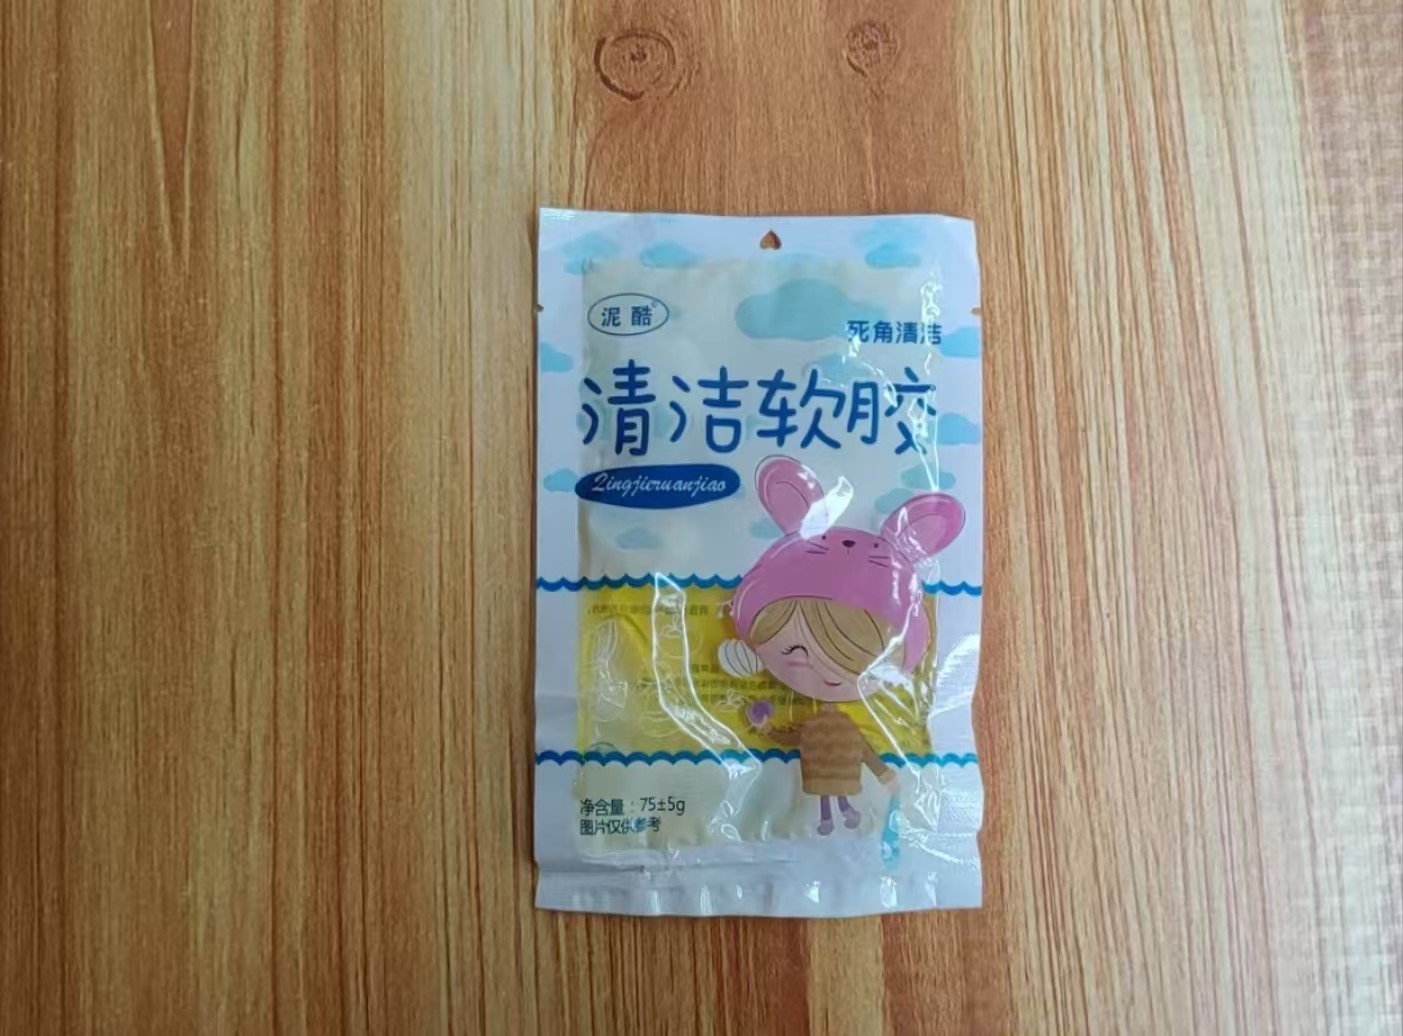 泥酷®
死角清洁
清洁软胶
Qingjieruanjiao
净含量：75±5g
图片仅供参考